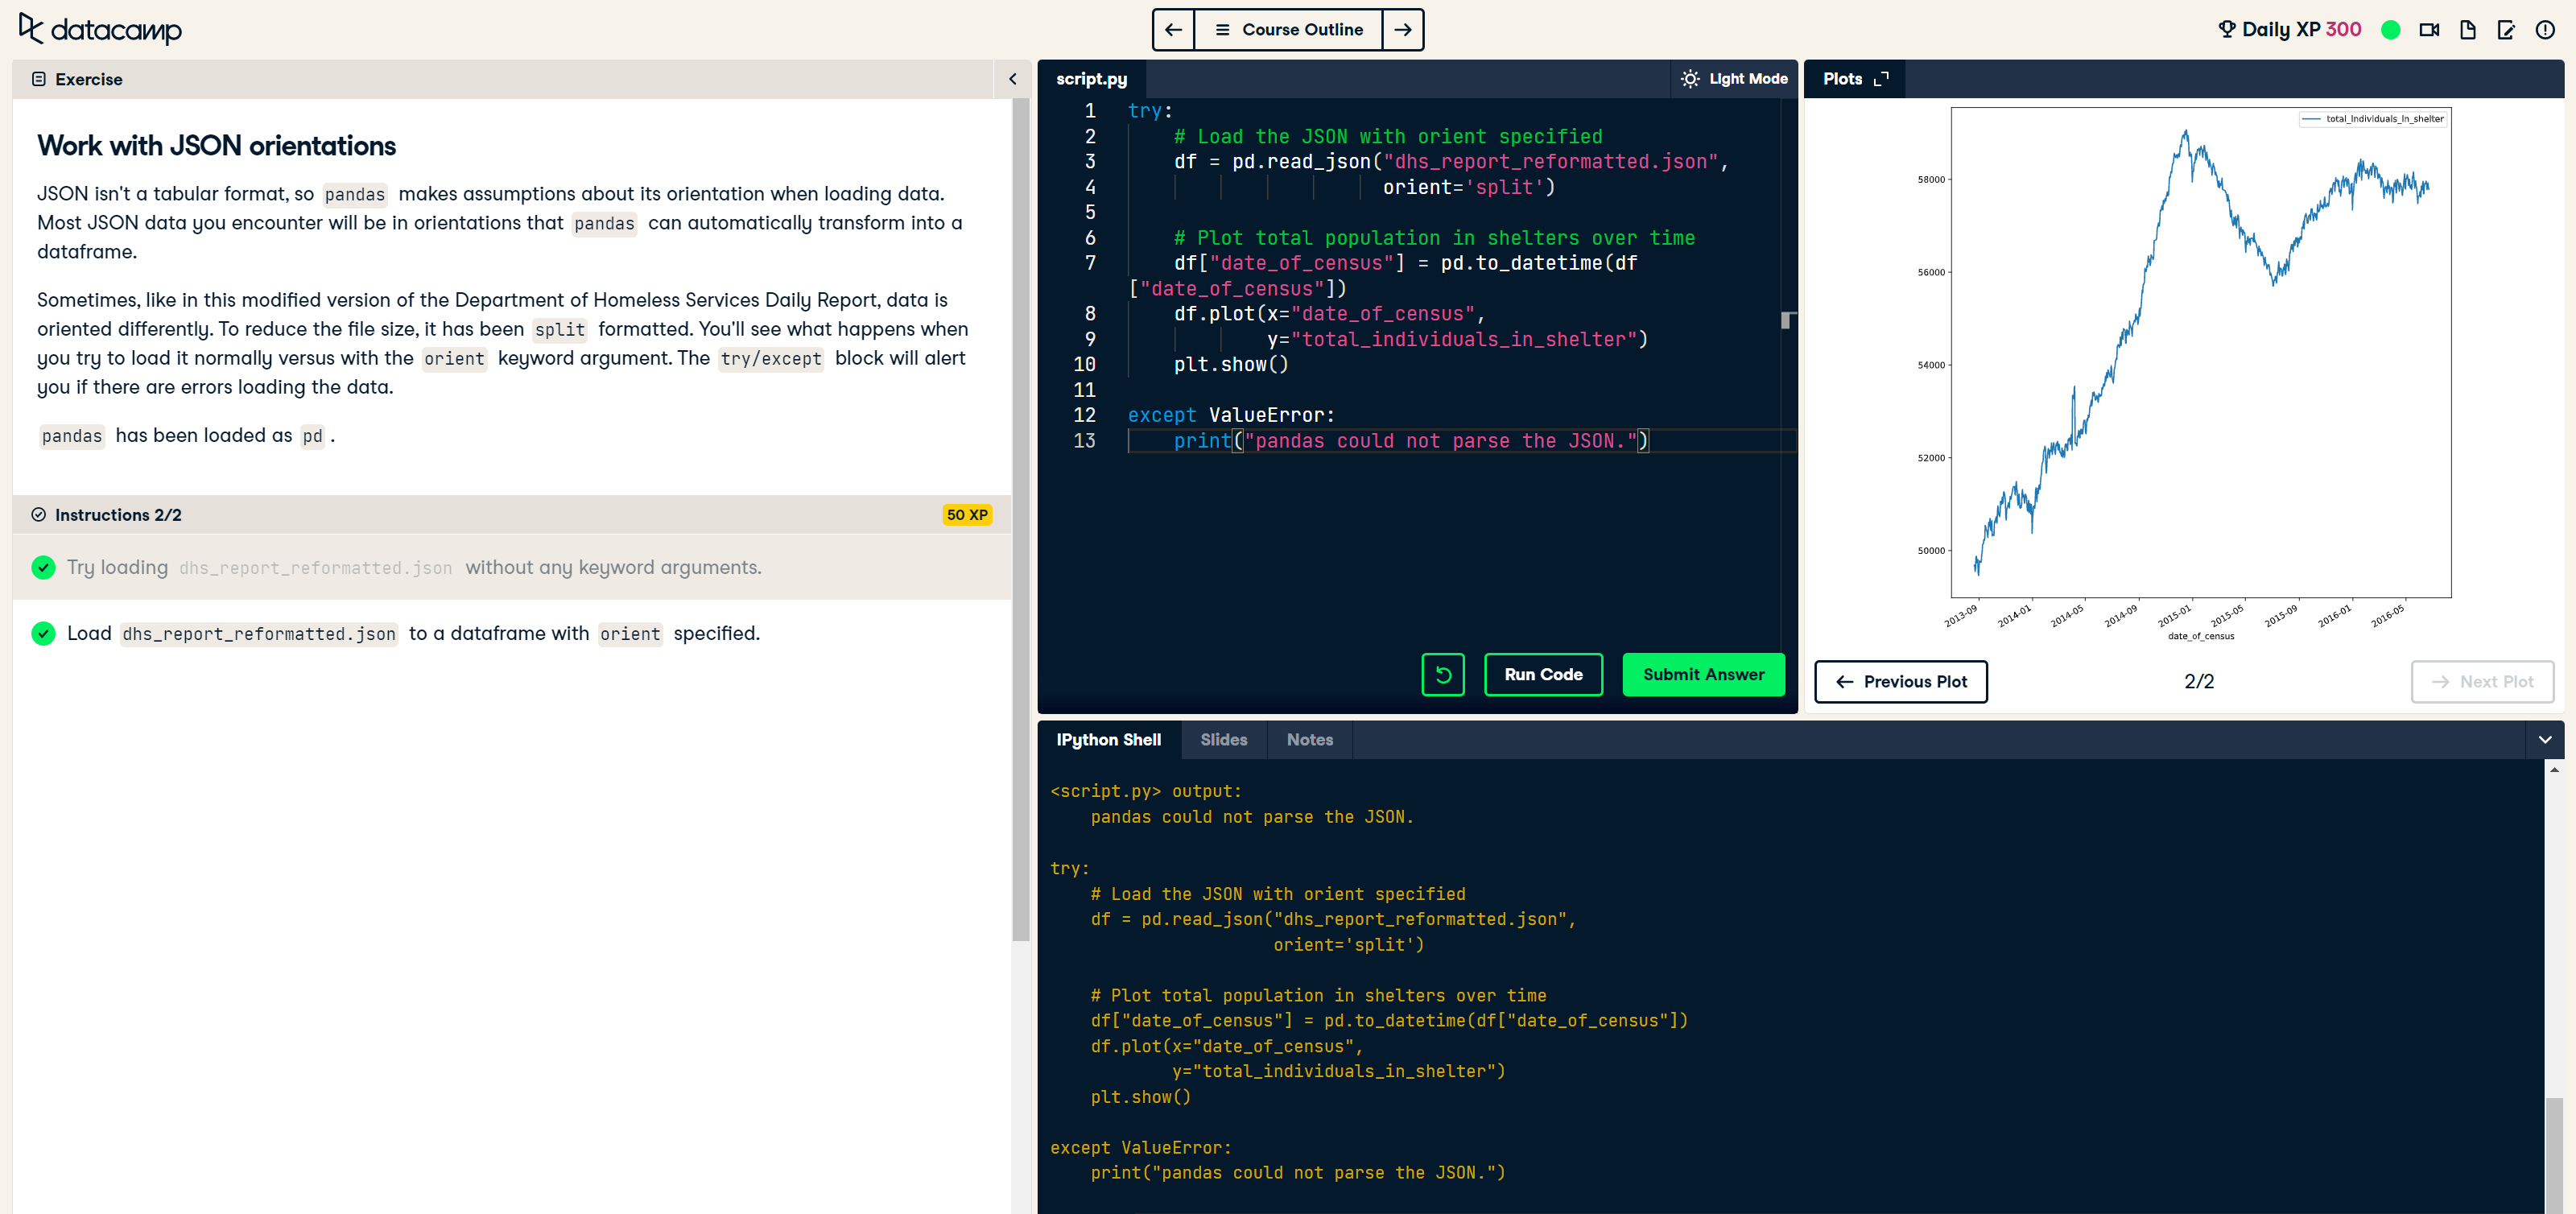 datacamp
Course Outline
Daily XP 300
Exercise
Work with JSON orientations
JSON isn't a tabular format, so pandas makes assumptions about its orientation when loading data.
Most JSON data you encounter will be in orientations that pandas can automatically transform into a
dataframe.
Sometimes, like in this modified version of the Department of Homeless Services Daily Report, data is
oriented differently. To reduce the file size, it has been split formatted. You'll see what happens when
you try to load it normally versus with the orient keyword argument. The try/except block will alert
you if there are errors loading the data.
pandas has been loaded as pd .
Instructions 2/2
50 XP
Try loading dhs_report_reformatted.json without any keyword arguments.
Load dhs_report_reformatted.json to a dataframe with orient specified.
script.py
Light Mode
1 try:
2     # Load the JSON with orient specified
3     df = pd.read_json("dhs_report_reformatted.json",
4                       orient='split')
5
6     # Plot total population in shelters over time
7     df["date_of_census"] = pd.to_datetime(df
["date_of_census"])
8     df.plot(x="date_of_census",
9             y="total_individuals_in_shelter")
10     plt.show()
11
12 except ValueError:
13     print("pandas could not parse the JSON.")
Run Code
Submit Answer
Plots
total_individuals_in_shelter
58000
56000
54000
52000
50000
2013-09 2014-01 2014-05 2014-09 2015-01 2015-05 2015-09 2016-01 2016-05
date_of_census
Previous Plot
2/2
Next Plot
IPython Shell
Slides
Notes
<script.py> output:
    pandas could not parse the JSON.
try:
    # Load the JSON with orient specified
    df = pd.read_json("dhs_report_reformatted.json",
                      orient='split')
    # Plot total population in shelters over time
    df["date_of_census"] = pd.to_datetime(df["date_of_census"])
    df.plot(x="date_of_census",
            y="total_individuals_in_shelter")
    plt.show()
except ValueError:
    print("pandas could not parse the JSON.")